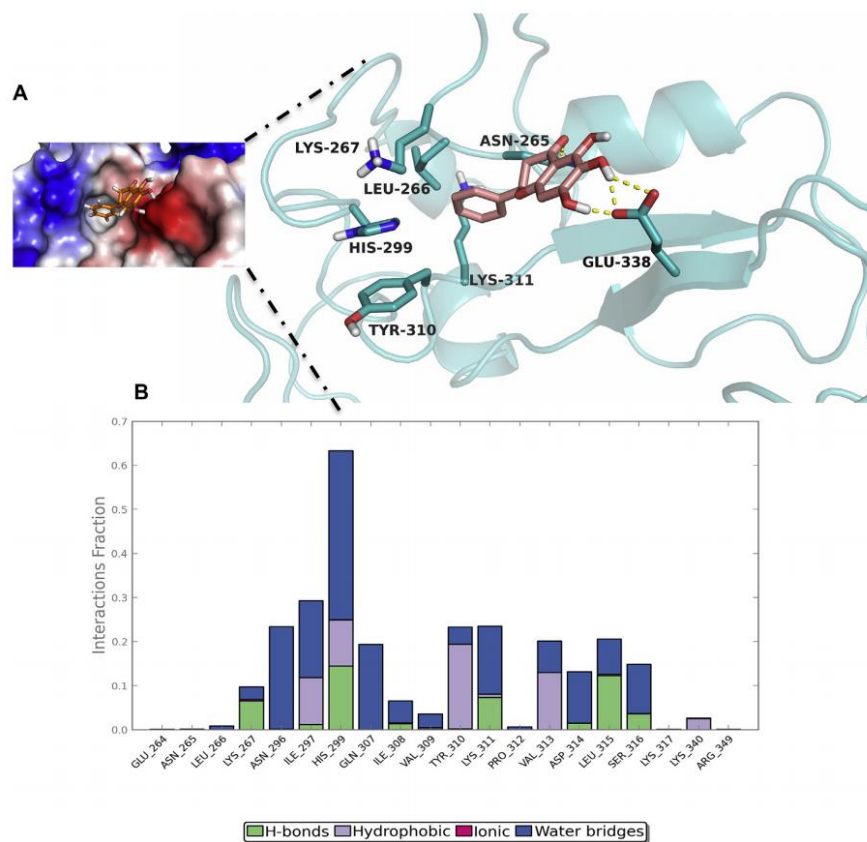 A
LYS-267
ASN-265
LEU-266
HIS-299
LYS-311
GLU-338
TYR-310
B
Interactions Fraction
0.7
0.6
0.5
0.4
0.3
0.2
0.1
0.0
GLU_264
ASN_265
LEU_266
LYS_267
ASN_296
ILE_297
HIS_299
GLN_307
ILE_308
VAL_309
TYR_310
LYS_311
PRO_312
VAL_313
ASP_314
LEU_315
SER_316
LYS_317
LYS_340
ARG_349
H-bonds Hydrophobic Ionic Water bridges